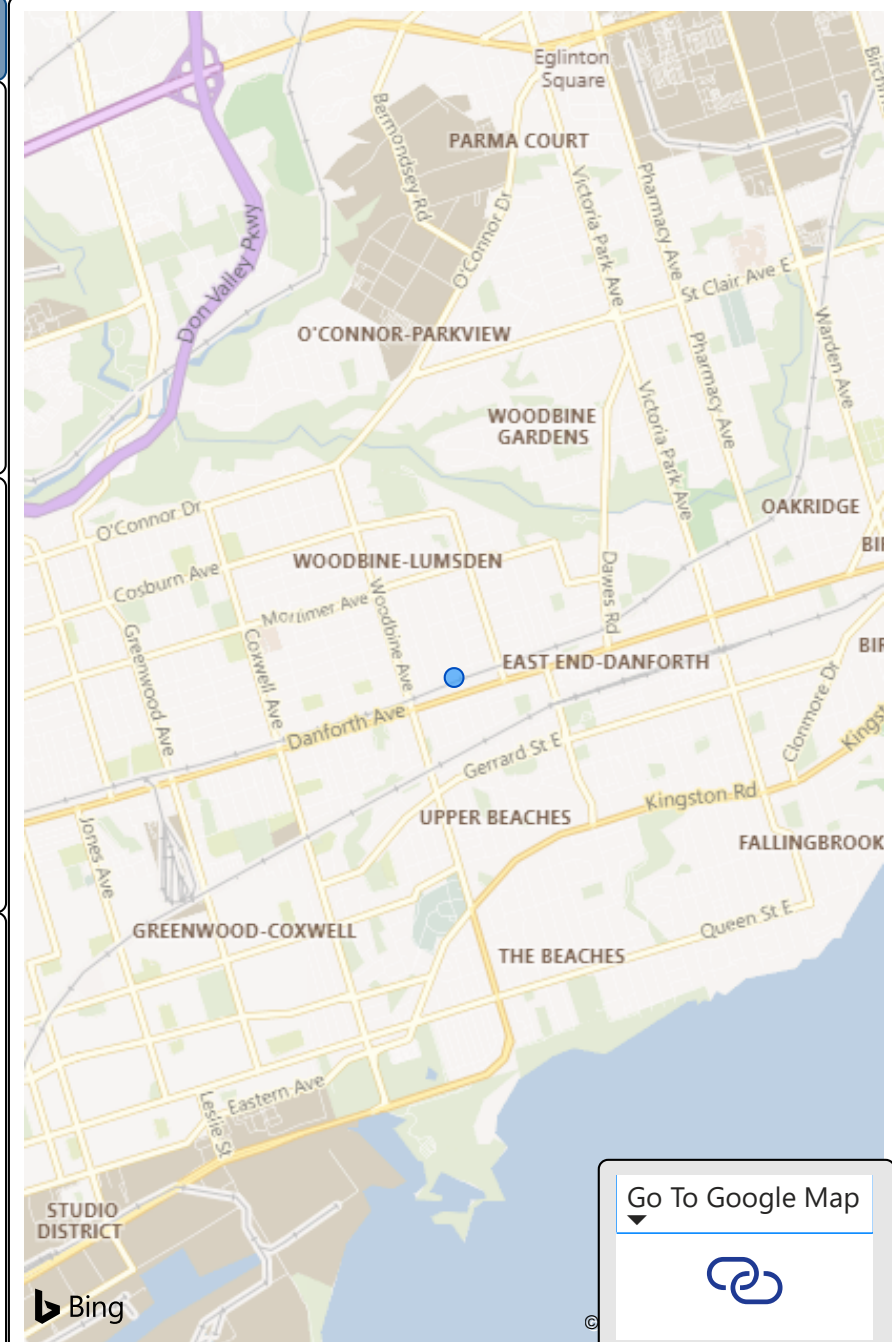 Eglinton
Square
Birchm
Bermondsey Rd
PARMA COURT
Victoria Park Ave
Pharmacy Ave
O'Connor Dr
Don Valley Pkwy
St Clair Ave E
O'CONNOR-PARKVIEW
Warden Ave
Pharmacy Ave
Victoria Park Ave
WOODBINE
GARDENS
OAKRIDGE
O'Connor Dr
BIR
WOODBINE-LUMSDEN
Cosburn Ave
Dawes Rd
Mortimer Ave
Woodbine Ave
Greenwood Ave
Coxwell Ave
BIR
EAST END-DANFORTH
Clonmore Dr
Danforth Ave
Kingst
Gerrard St E
Kingston Rd
UPPER BEACHES
Jones Ave
FALLINGBROOK
GREENWOOD-COXWELL
Queen St E
THE BEACHES
Eastern Ave
Leslie St
STUDIO
DISTRICT
Go To Google Map
Bing
©